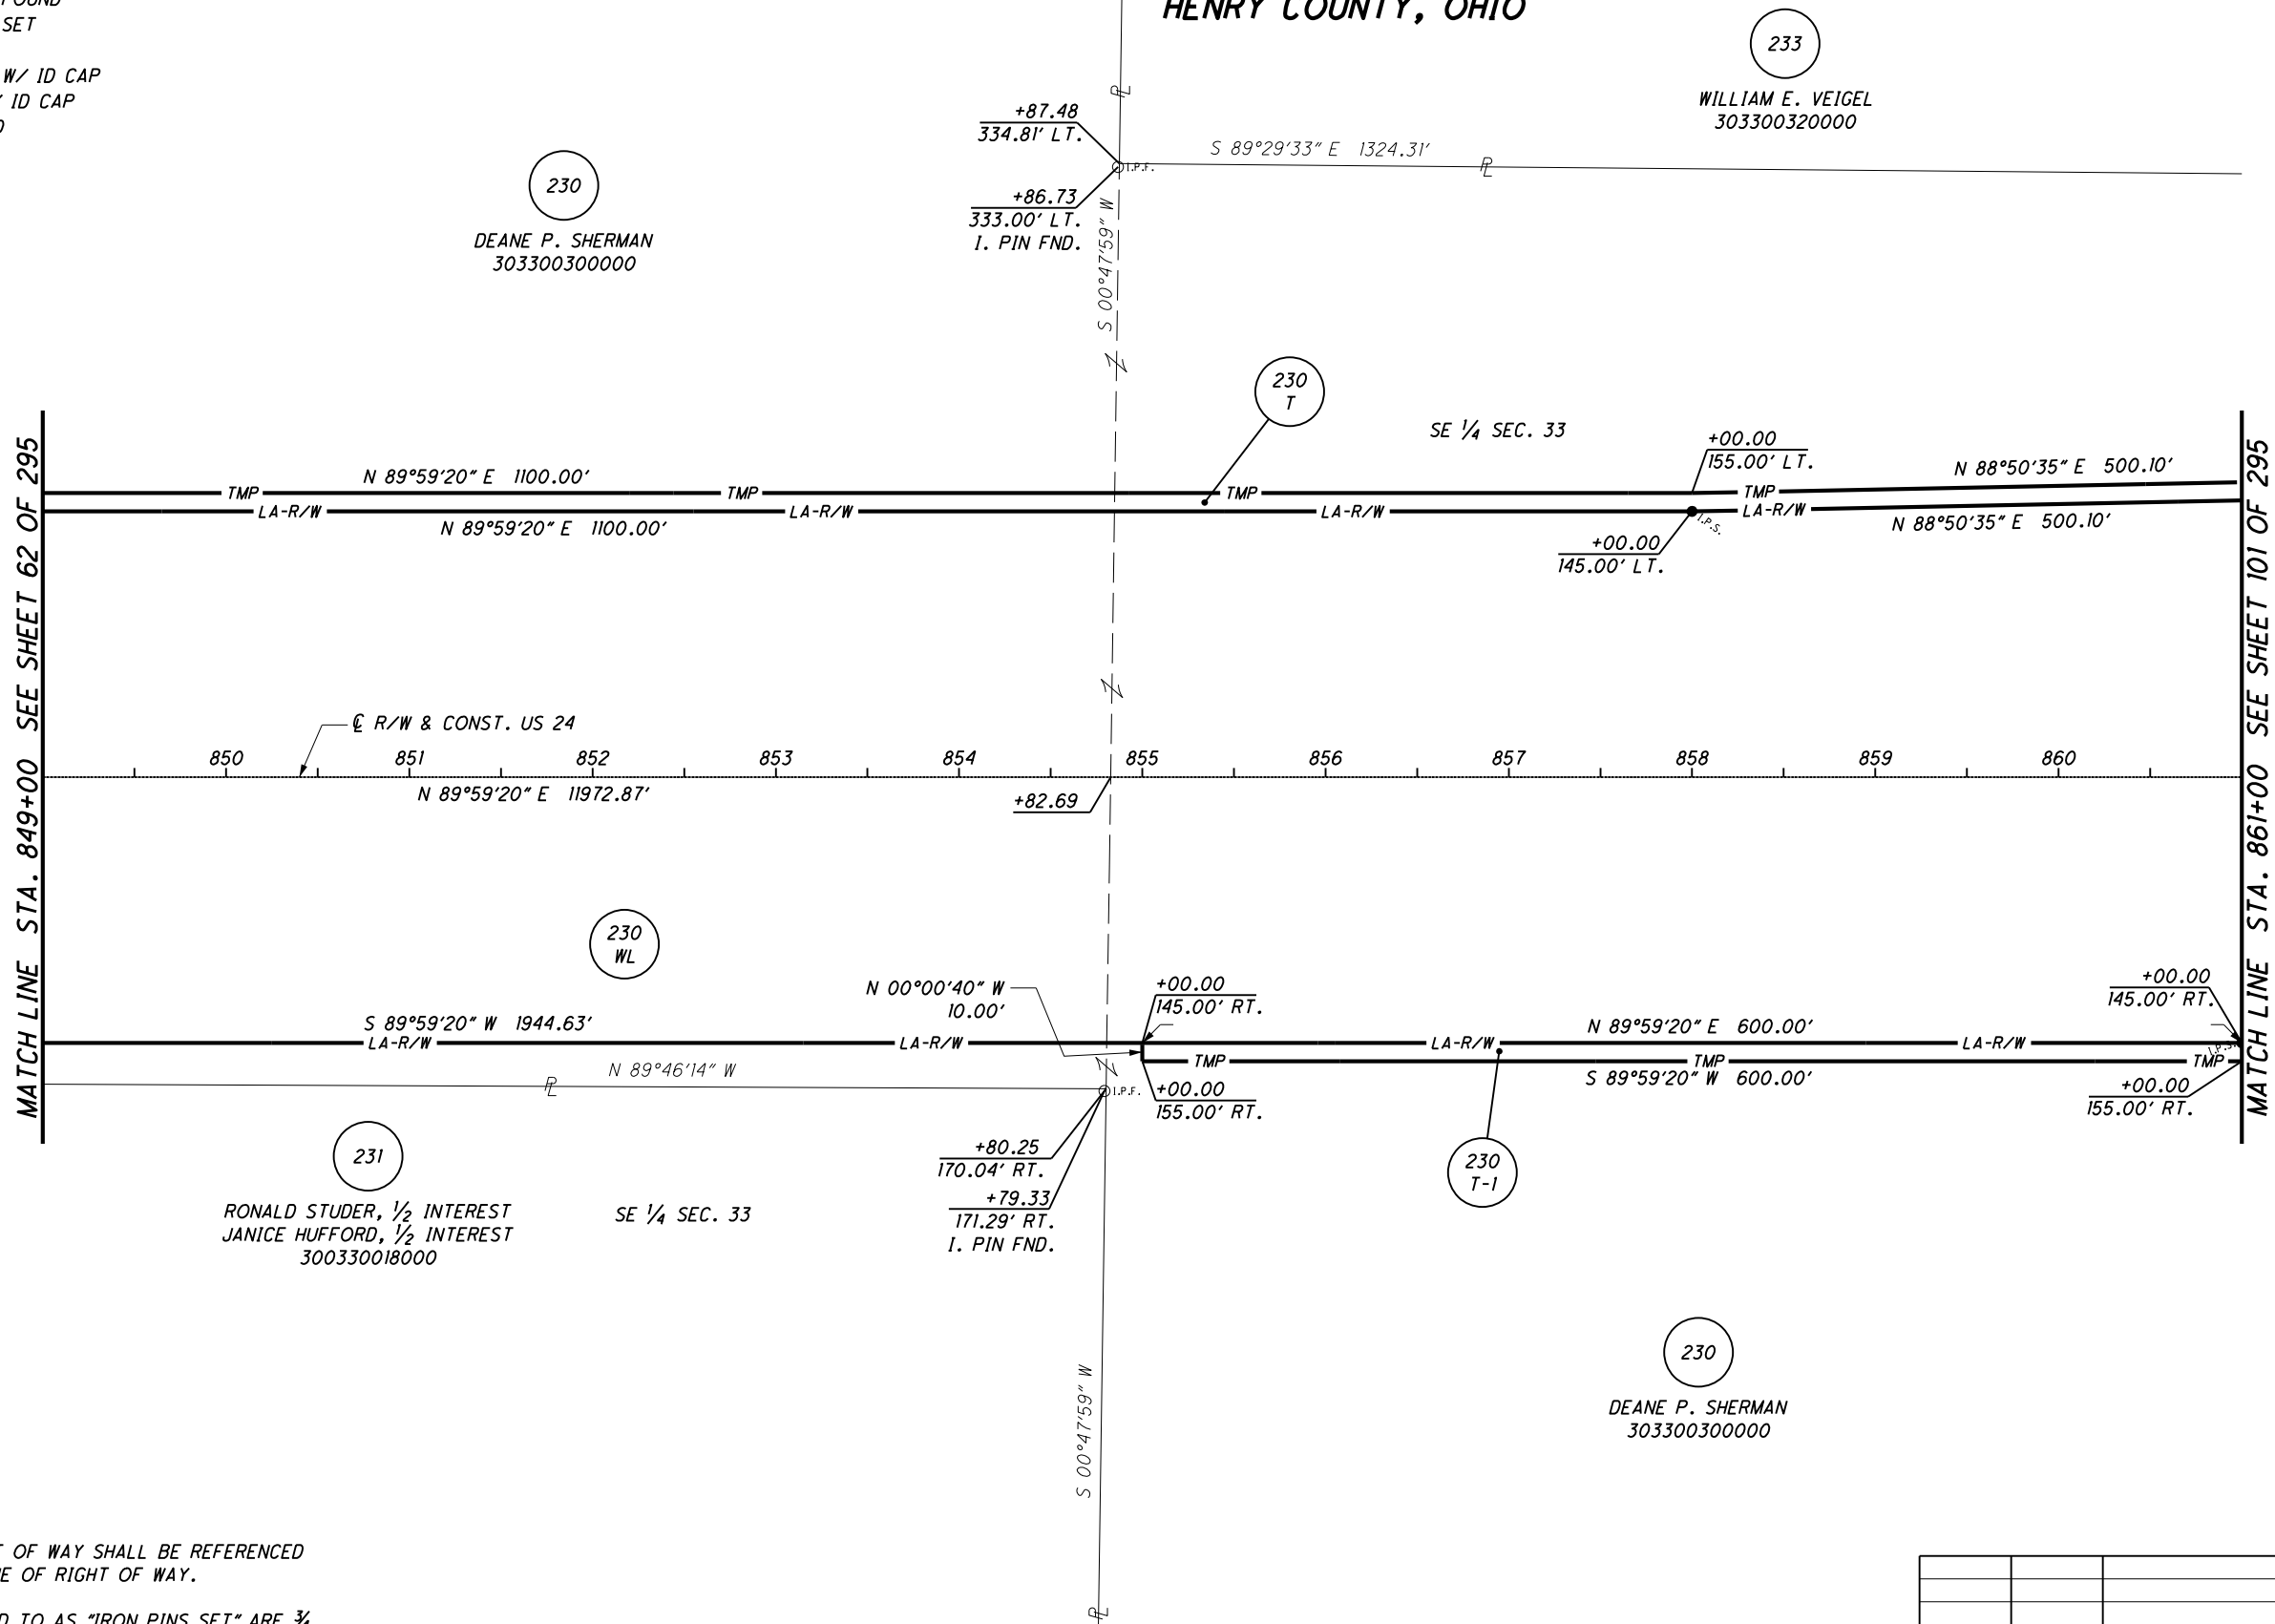 SET
W/ ID CAP
ID CAP
HENRY COUNTY, OHIO
233
WILLIAM E. VEIGEL
303300320000
+87.48
334.81' LT.
P̲L
S 89°29'33" E 1324.31'
PL
I.P.F.
+86.73
333.00' LT.
I. PIN FND.
S 00°47'59" W
230
DEANE P. SHERMAN
303300300000
230
T
SE ¼ SEC. 33
+00.00
155.00' LT.
N 88°50'35" E 500.10'
N 89°59'20" E 1100.00'
TMP TMP TMP TMP
LA-R/W LA-R/W LA-R/W LA-R/W
N 89°59'20" E 1100.00'
I.P.S.
N 88°50'35" E 500.10'
+00.00
145.00' LT.
MATCH LINE STA. 849+00 SEE SHEET 62 OF 295
MATCH LINE STA. 861+00 SEE SHEET 101 OF 295
℄ R/W & CONST. US 24
850 851 852 853 854 855 856 857 858 859 860
N 89°59'20" E 11972.87'
+82.69
230
WL
N 00°00'40" W
10.00'
+00.00
145.00' RT.
+00.00
145.00' RT.
S 89°59'20" W 1944.63'
N 89°59'20" E 600.00'
LA-R/W LA-R/W LA-R/W LA-R/W
I.P.S.
TMP TMP TMP
N 89°46'14" W
S 89°59'20" W 600.00'
PL
I.P.F.
+00.00
155.00' RT.
+00.00
155.00' RT.
+80.25
170.04' RT.
+79.33
171.29' RT.
I. PIN FND.
231
RONALD STUDER, ½ INTEREST
JANICE HUFFORD, ½ INTEREST
300330018000
SE ¼ SEC. 33
230
T-1
230
DEANE P. SHERMAN
303300300000
S 00°47'59" W
PL
OF WAY SHALL BE REFERENCED
OF RIGHT OF WAY.
TO AS "IRON PINS SET" ARE ¾